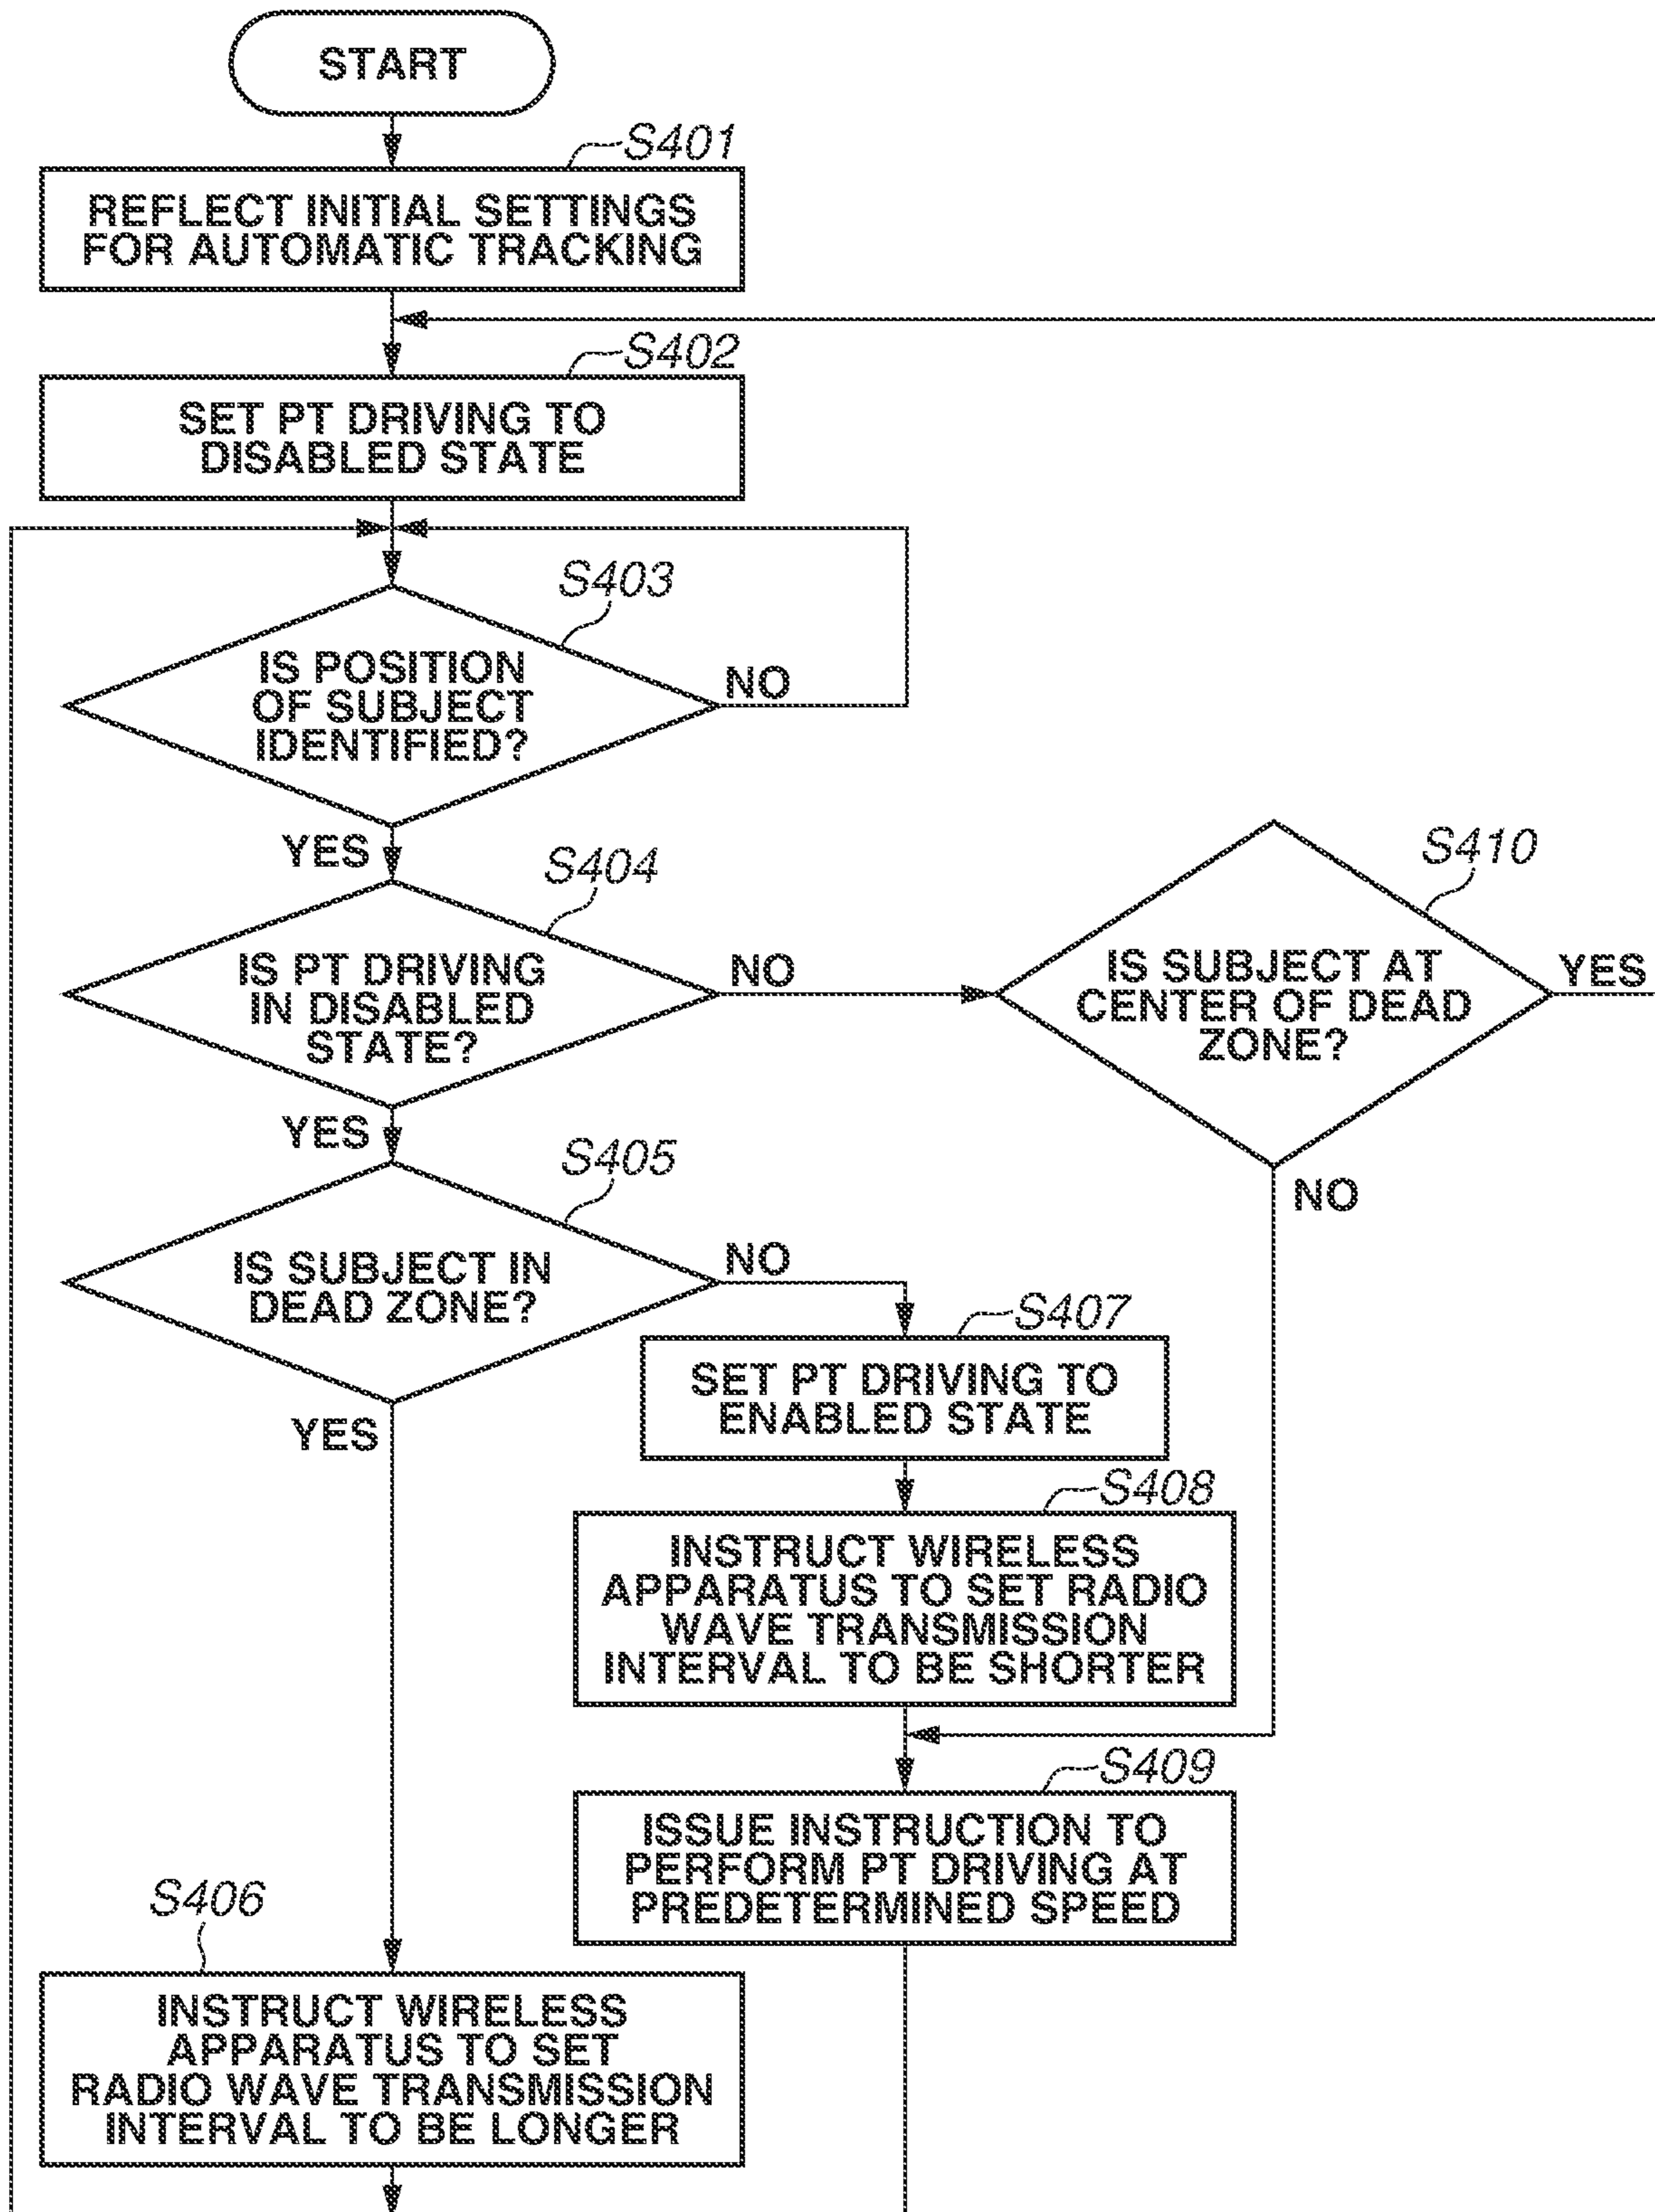 START
S401
REFLECT INITIAL SETTINGS
FOR AUTOMATIC TRACKING
S402
SET PT DRIVING TO
DISABLED STATE
S403
IS POSITION
OF SUBJECT
IDENTIFIED?
NO
YES
S404
IS PT DRIVING
IN DISABLED
STATE?
NO
S410
IS SUBJECT AT
CENTER OF DEAD
ZONE?
YES
NO
YES
S405
IS SUBJECT IN
DEAD ZONE?
NO
YES
S407
SET PT DRIVING TO
ENABLED STATE
S408
INSTRUCT WIRELESS
APPARATUS TO SET RADIO
WAVE TRANSMISSION
INTERVAL TO BE SHORTER
S409
ISSUE INSTRUCTION TO
PERFORM PT DRIVING AT
PREDETERMINED SPEED
S406
INSTRUCT WIRELESS
APPARATUS TO SET
RADIO WAVE TRANSMISSION
INTERVAL TO BE LONGER